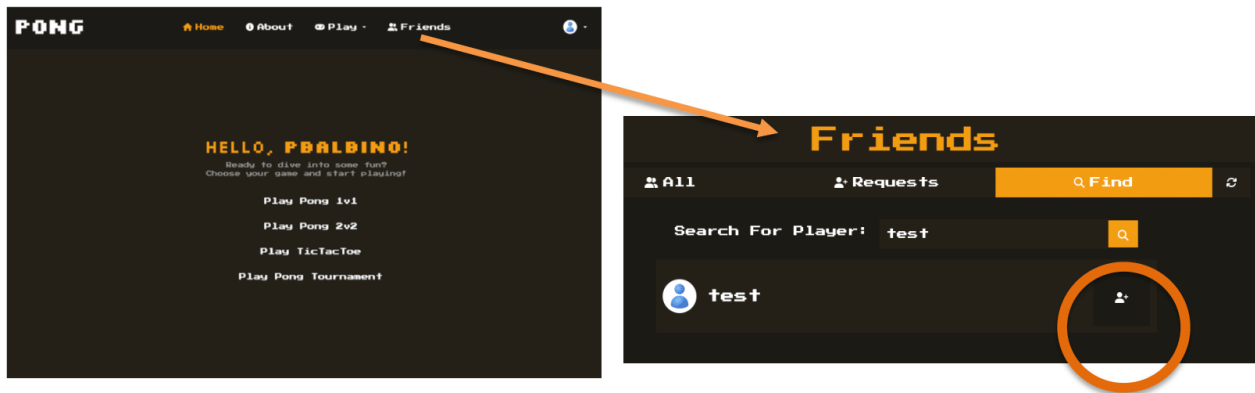 PONG
Home About Play Friends
HELLO, PBALBINO!
Ready to dive into some fun?
Choose your game and start playing!
Play Pong 1v1
Play Pong 2v2
Play TicTacToe
Play Pong Tournament
Friends
All Requests Find
Search For Player: test
test